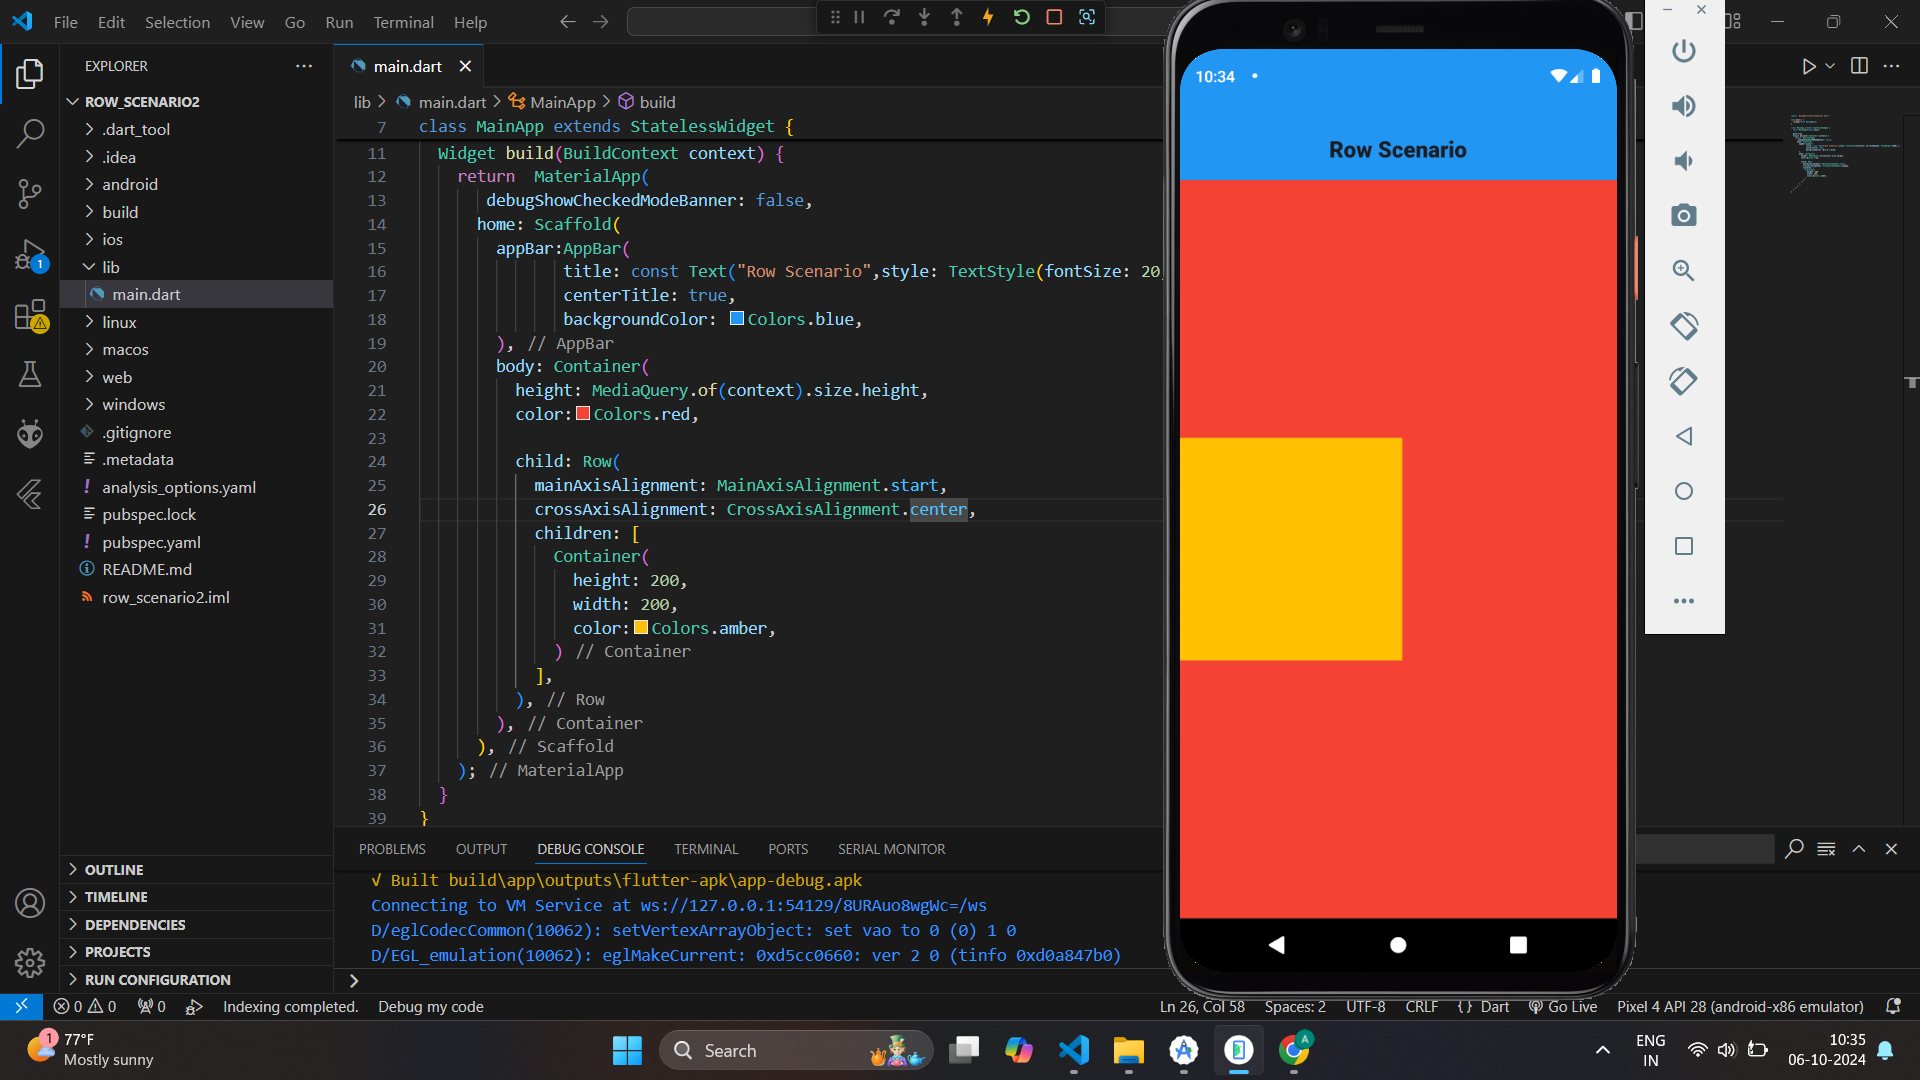 File Edit Selection View Go Run Terminal Help
EXPLORER
ROW_SCENARIO2
.dart_tool
.idea
android
build
ios
lib
main.dart
linux
macos
web
windows
.gitignore
.metadata
analysis_options.yaml
pubspec.lock
pubspec.yaml
README.md
row_scenario2.iml
OUTLINE
TIMELINE
DEPENDENCIES
PROJECTS
RUN CONFIGURATION
1
main.dart
lib > main.dart > MainApp > build
7 class MainApp extends StatelessWidget {
11 Widget build(BuildContext context) {
12 return  MaterialApp(
13 debugShowCheckedModeBanner: false,
14 home: Scaffold(
15 appBar:AppBar(
16 title: const Text("Row Scenario",style: TextStyle(fontSize: 20
17 centerTitle: true,
18 backgroundColor: Colors.blue,
19 ), // AppBar
20 body: Container(
21 height: MediaQuery.of(context).size.height,
22 color: Colors.red,
23
24 child: Row(
25 mainAxisAlignment: MainAxisAlignment.start,
26 crossAxisAlignment: CrossAxisAlignment.center,
27 children: [
28 Container(
29 height: 200,
30 width: 200,
31 color: Colors.amber,
32 ) // Container
33 ],
34 ), // Row
35 ), // Container
36 ), // Scaffold
37 ); // MaterialApp
38 }
39 }
PROBLEMS OUTPUT DEBUG CONSOLE TERMINAL PORTS SERIAL MONITOR
√ Built build\app\outputs\flutter-apk\app-debug.apk
Connecting to VM Service at ws://127.0.0.1:54129/8URAuo8wgWc=/ws
D/eglCodecCommon(10062): setVertexArrayObject: set vao to 0 (0) 1 0
D/EGL_emulation(10062): eglMakeCurrent: 0xd5cc0660: ver 2 0 (tinfo 0xd0a847b0)
10:34
Row Scenario
0 0 0 Indexing completed. Debug my code Ln 26, Col 58 Spaces: 2 UTF-8 CRLF {} Dart Go Live Pixel 4 API 28 (android-x86 emulator)
1
77°F
Mostly sunny
Search
A
ENG
IN
10:35
06-10-2024